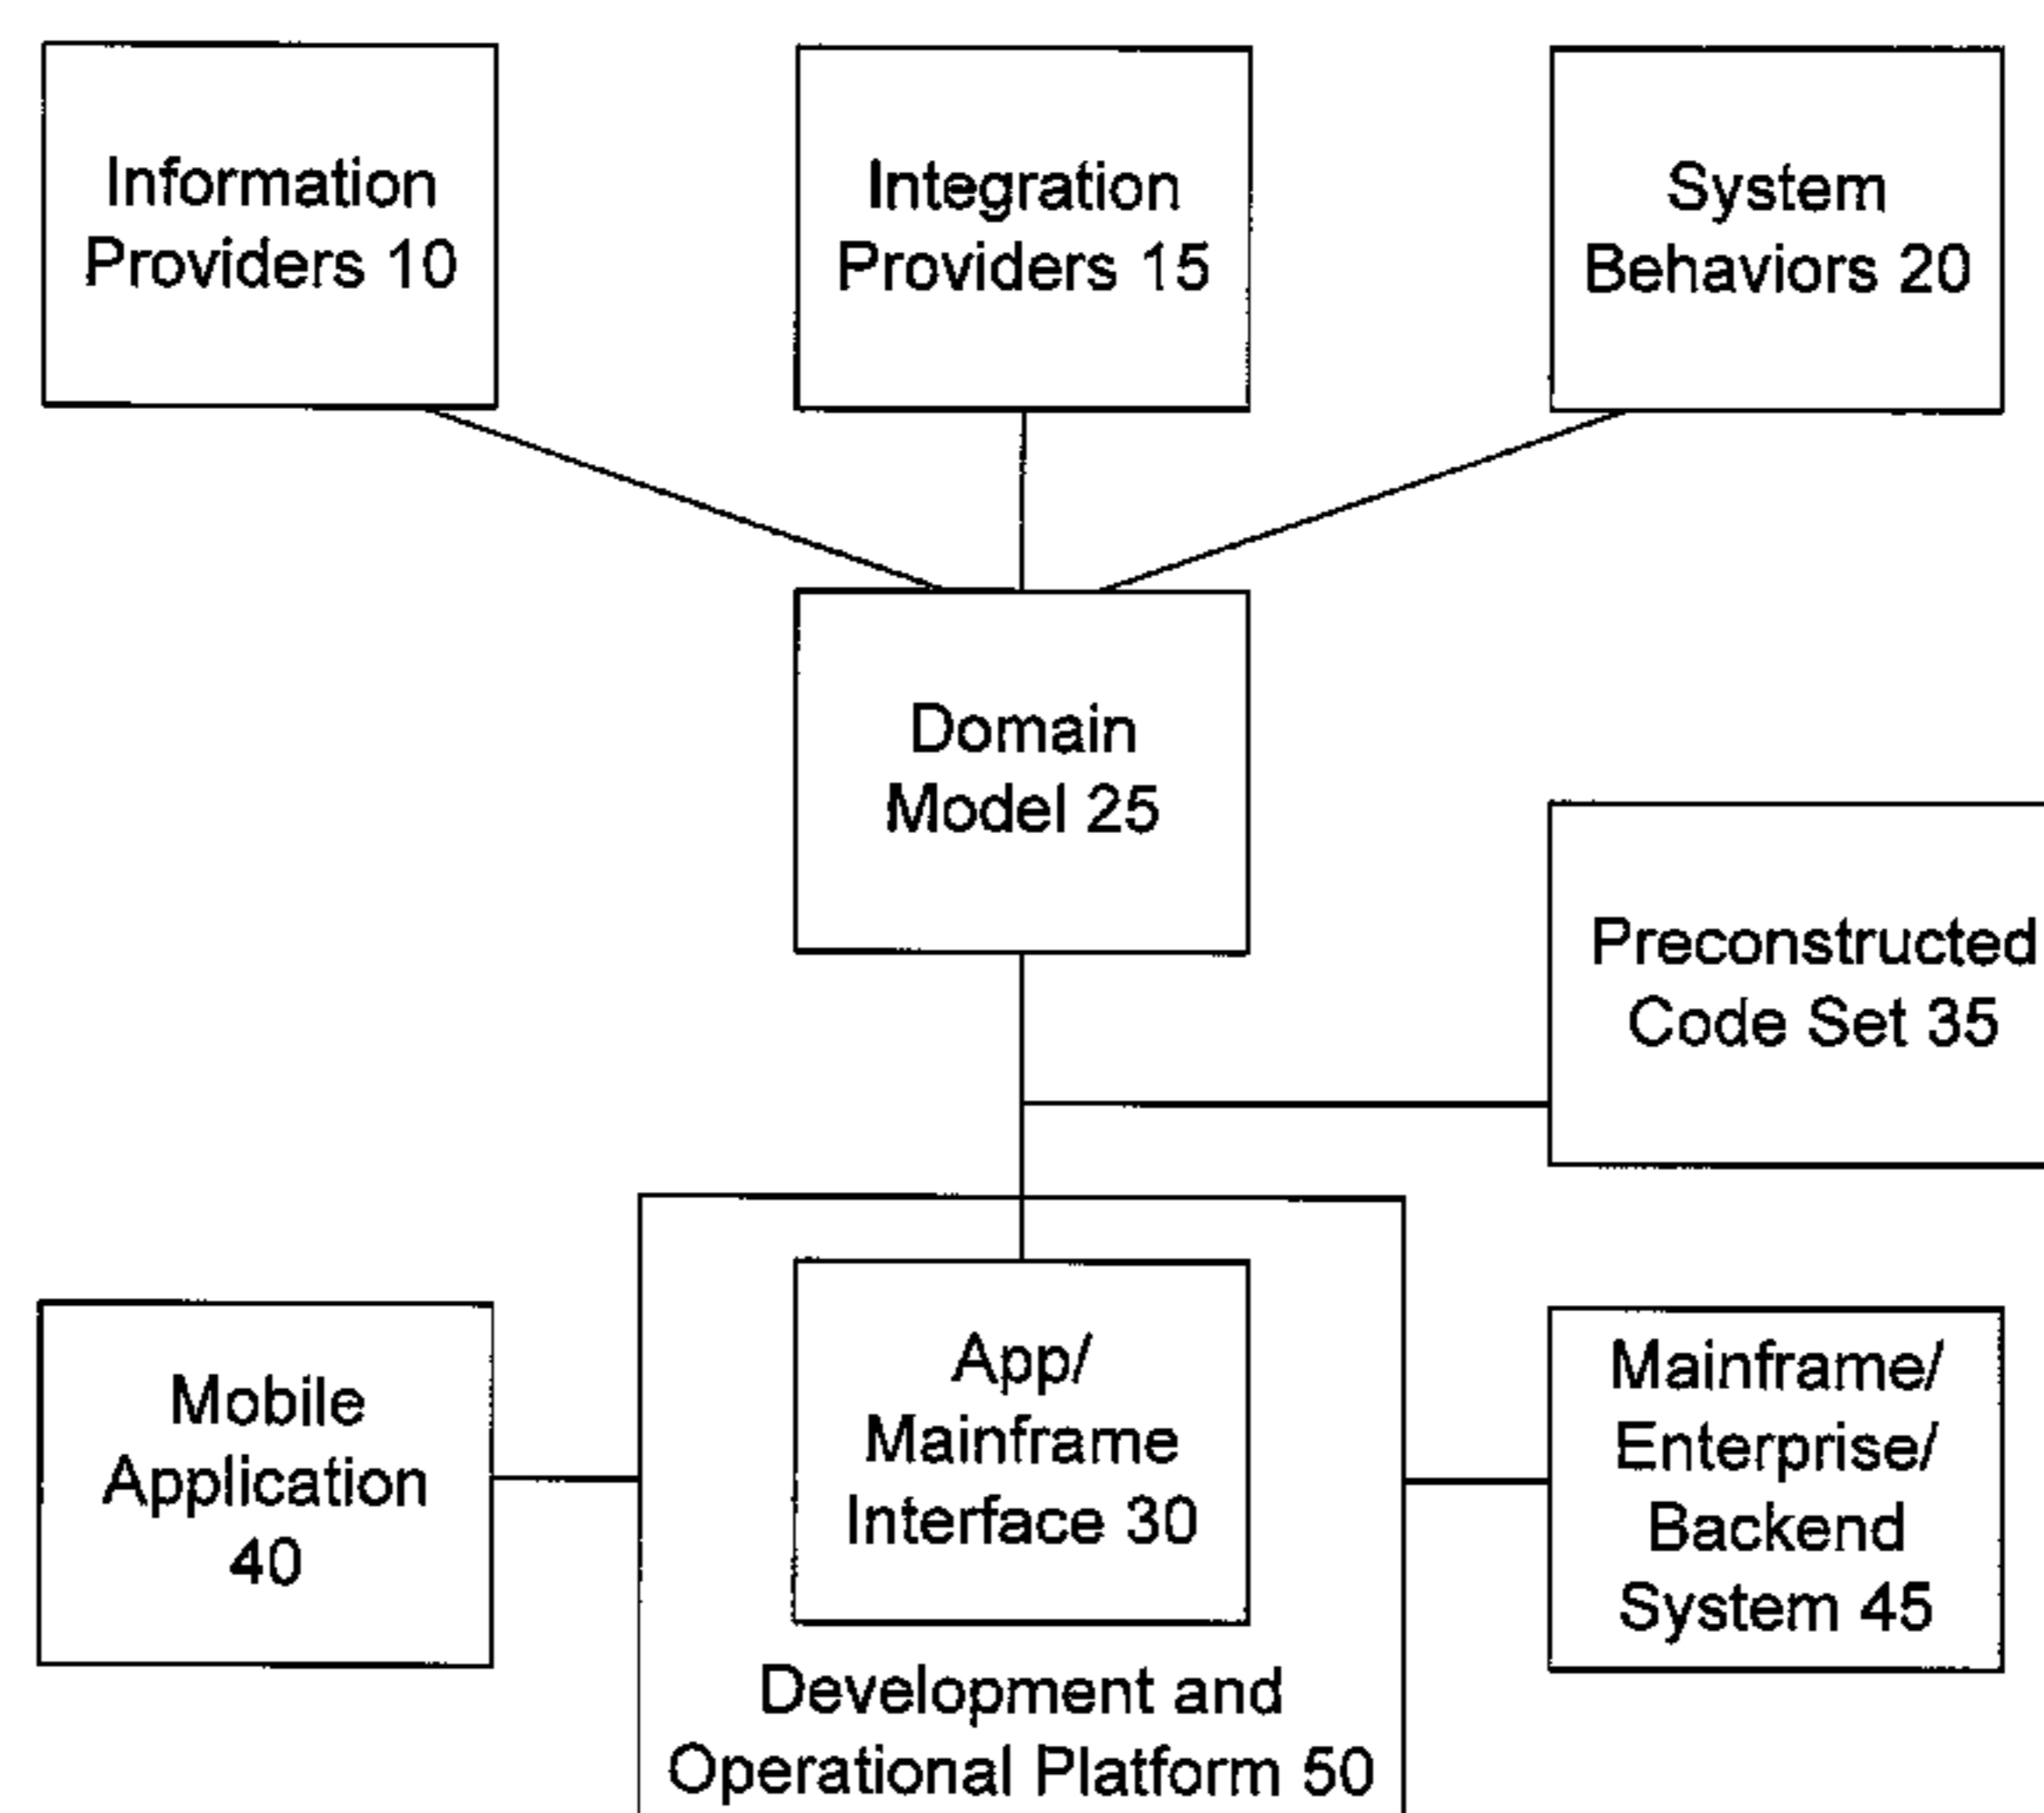 Information
Providers 10
Integration
Providers 15
System
Behaviors 20
Domain
Model 25
Preconstructed
Code Set 35
Mobile
Application
40
App/
Mainframe
Interface 30
Mainframe/
Enterprise/
Backend
System 45
Development and
Operational Platform 50